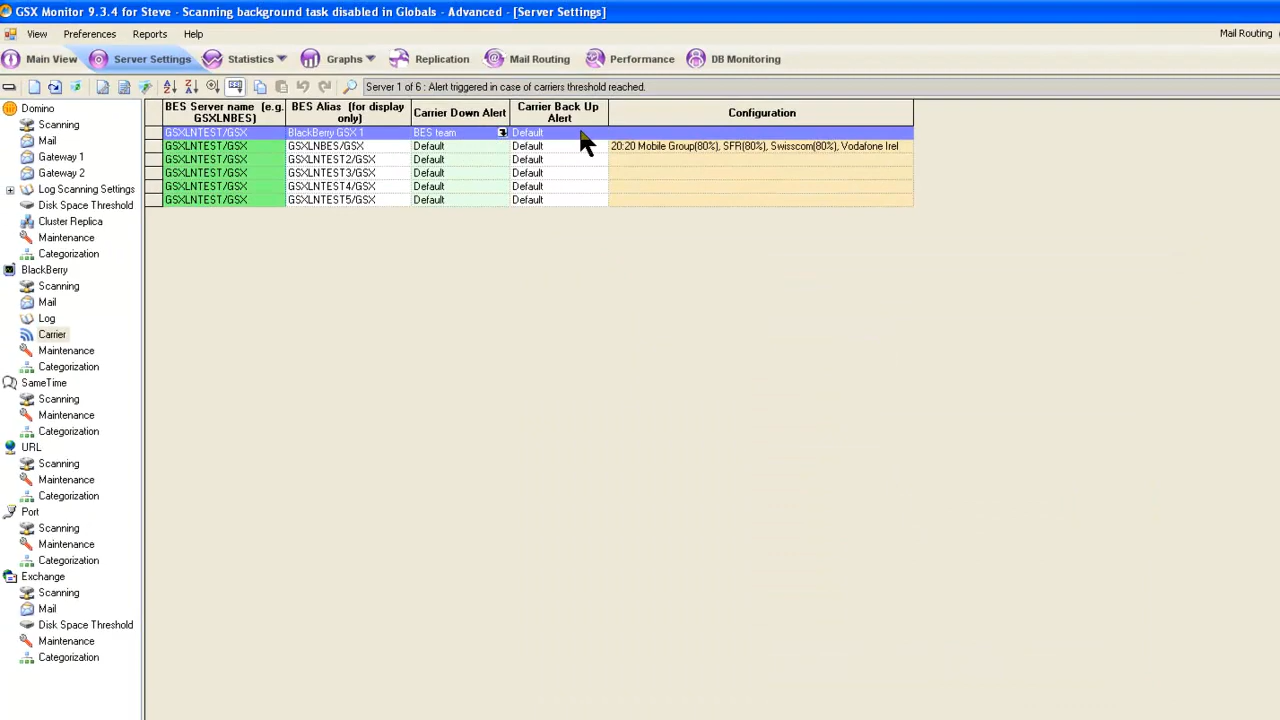 GSX Monitor 9.3.4 for Steve - Scanning background task disabled in Globals - Advanced - [Server Settings]
View Preferences Reports Help Mail Routing
Main View Server Settings Statistics Graphs Replication Mail Routing Performance DB Monitoring
Server 1 of 6 : Alert triggered in case of carriers threshold reached.
Domino
Scanning
Mail
Gateway 1
Gateway 2
Log Scanning Settings
Disk Space Threshold
Cluster Replica
Maintenance
Categorization
BlackBerry
Scanning
Mail
Log
Carrier
Maintenance
Categorization
SameTime
Scanning
Maintenance
Categorization
URL
Scanning
Maintenance
Categorization
Port
Scanning
Maintenance
Categorization
Exchange
Scanning
Mail
Disk Space Threshold
Maintenance
Categorization
BES Server name (e.g. GSXLNBES) BES Alias (for display only) Carrier Down Alert Carrier Back Up Alert Configuration
GSXLNTEST/GSX BlackBerry GSX 1 BES team Default
GSXLNTEST/GSX GSXLNBES/GSX Default Default 20:20 Mobile Group(80%), SFR(80%), Swisscom(80%), Vodafone Irel
GSXLNTEST/GSX GSXLNTEST2/GSX Default Default
GSXLNTEST/GSX GSXLNTEST3/GSX Default Default
GSXLNTEST/GSX GSXLNTEST4/GSX Default Default
GSXLNTEST/GSX GSXLNTEST5/GSX Default Default